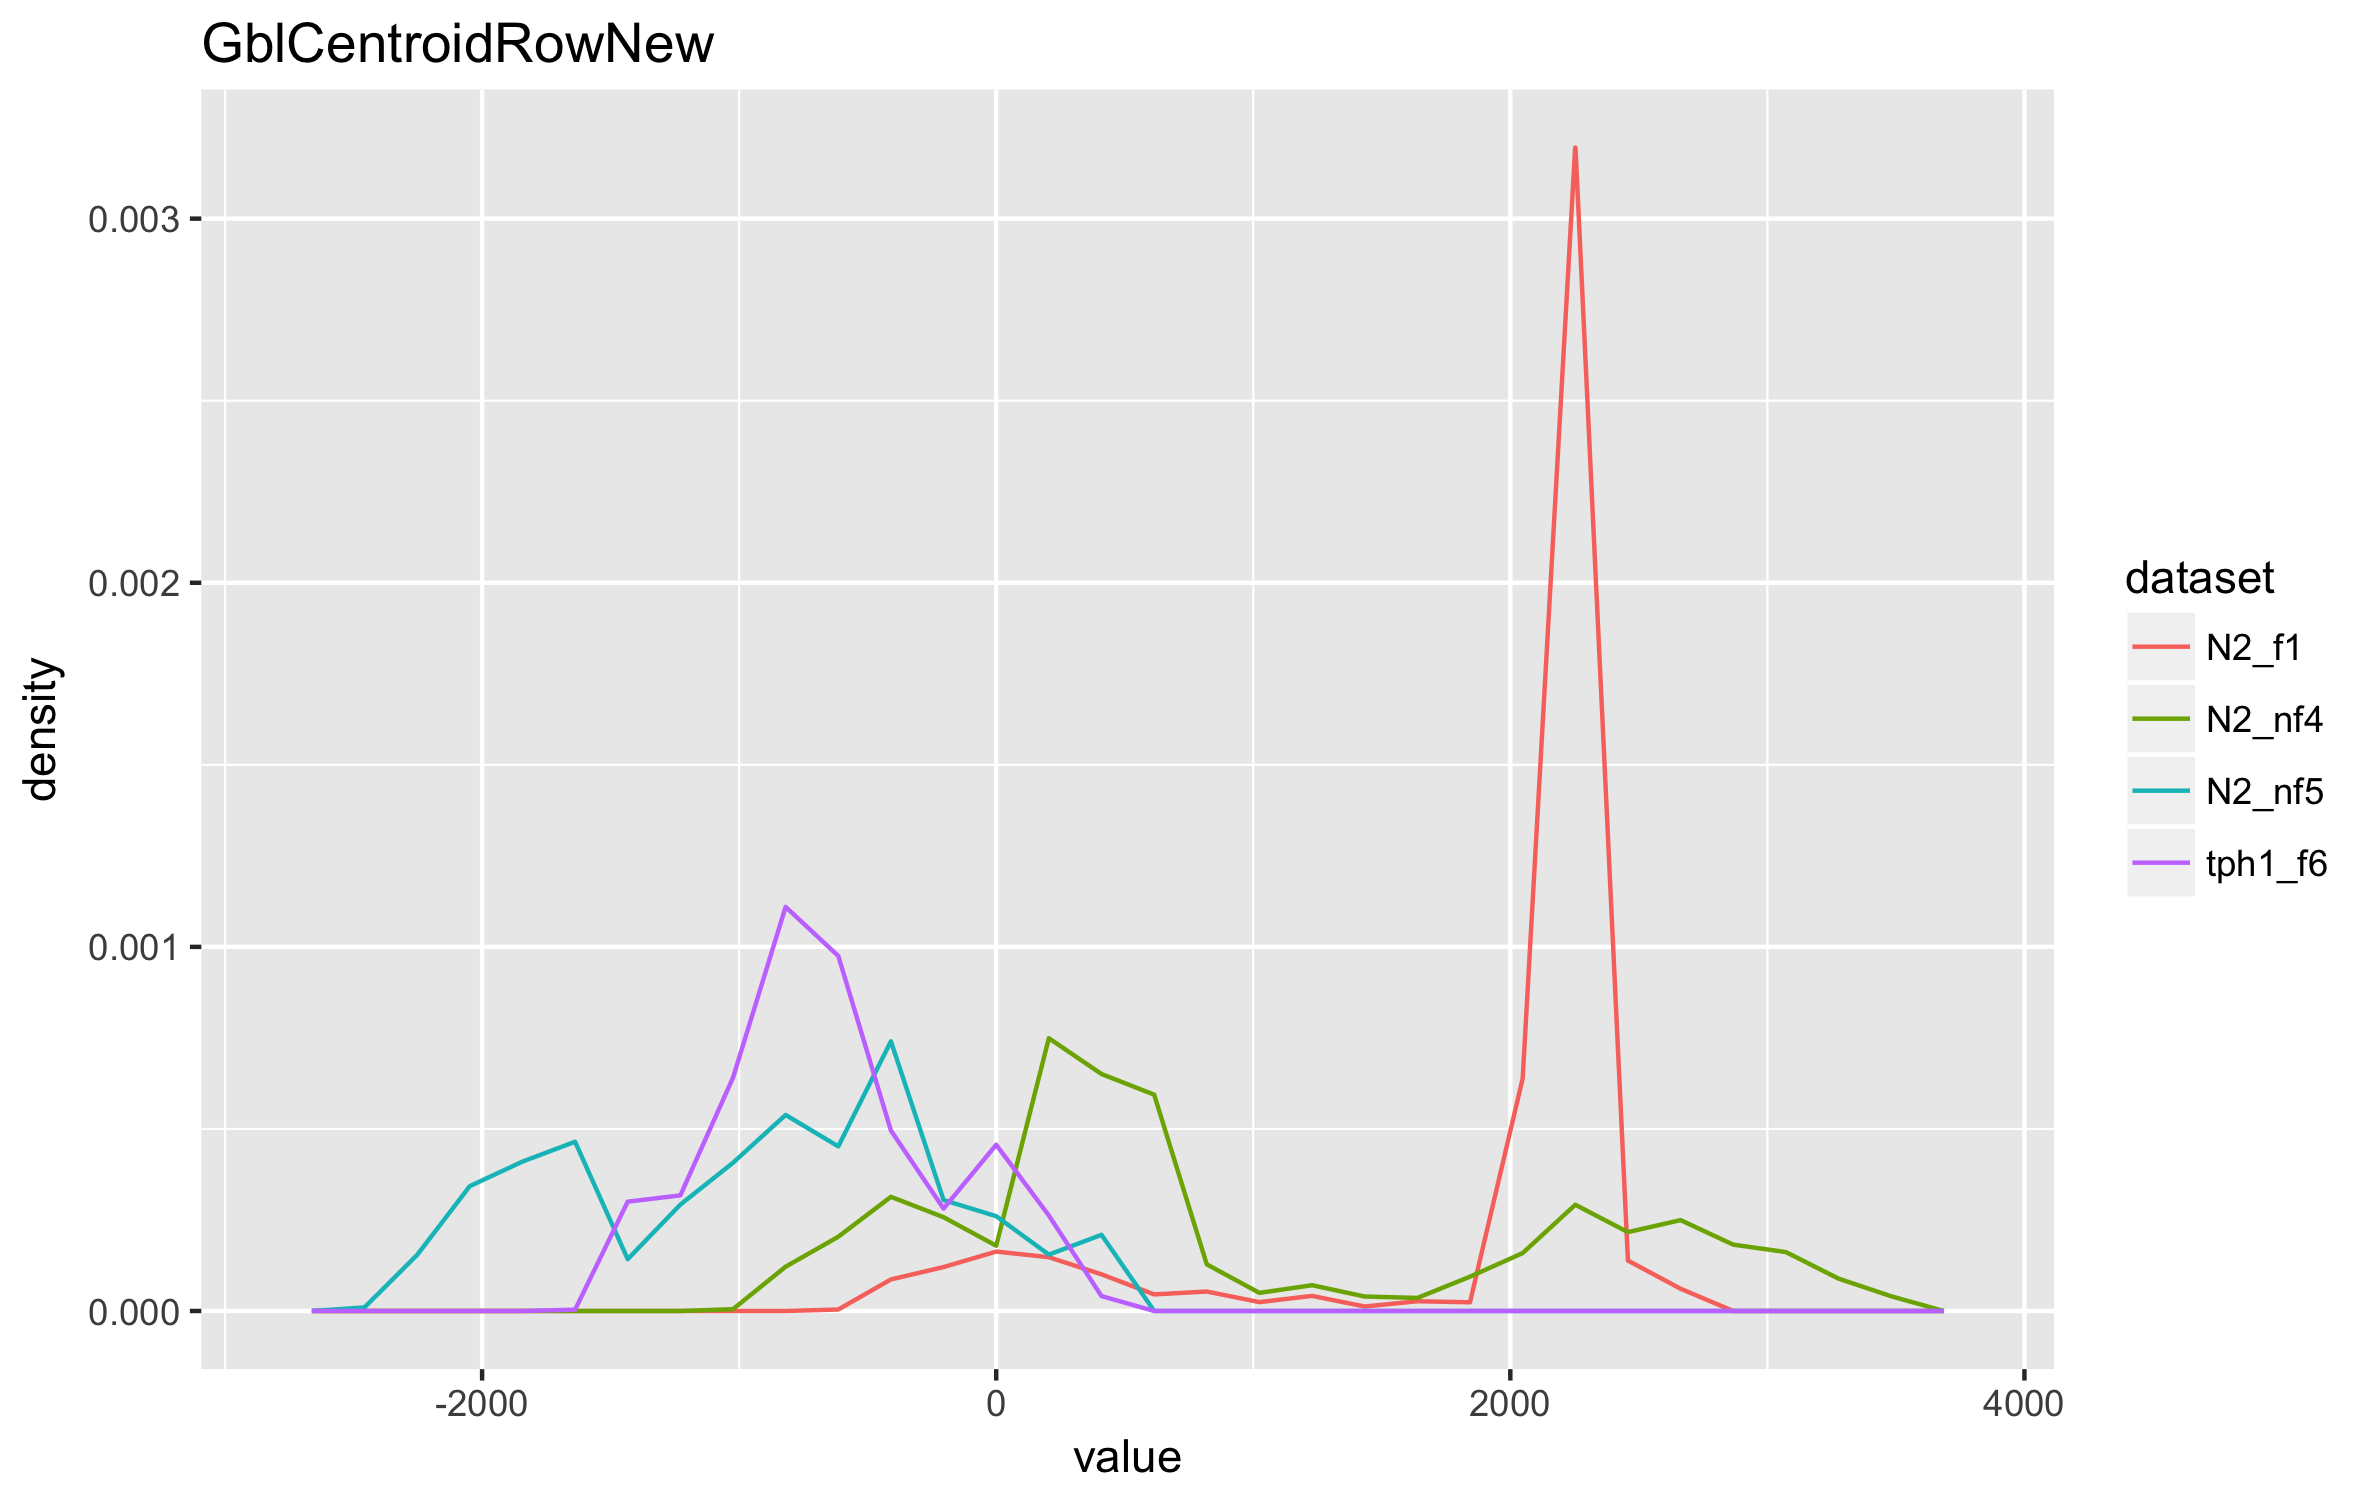 GblCentroidRowNew
density
0.003
0.002
0.001
0.000
-2000 0 2000 4000
value
dataset
N2_f1
N2_nf4
N2_nf5
tph1_f6